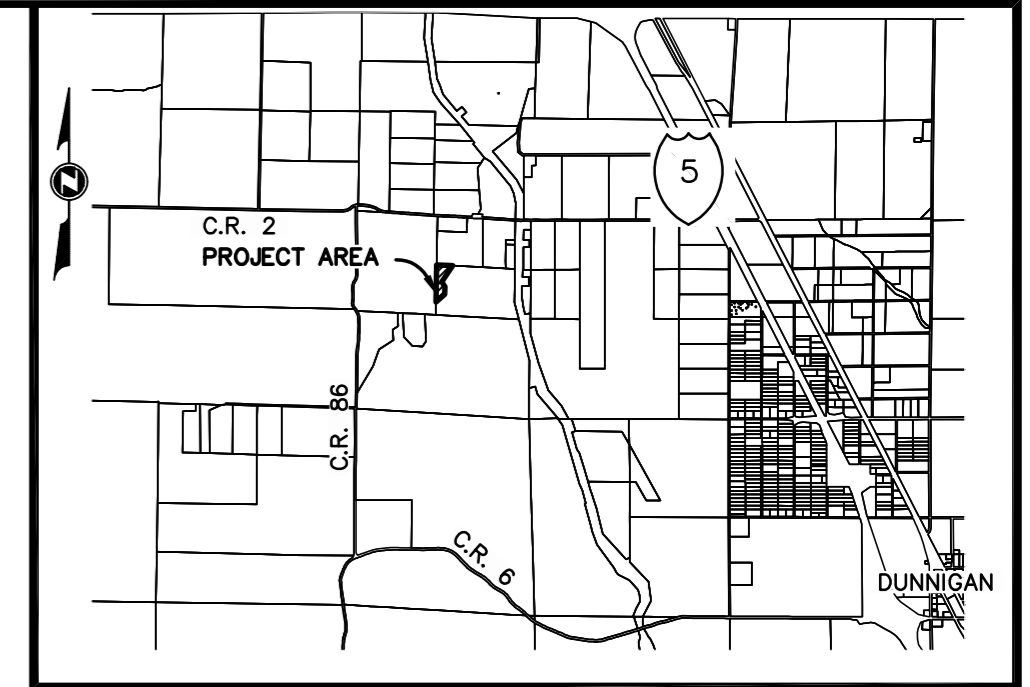 N
5
C.R. 2
PROJECT AREA
C.R. 86
C.R. 6
DUNNIGAN